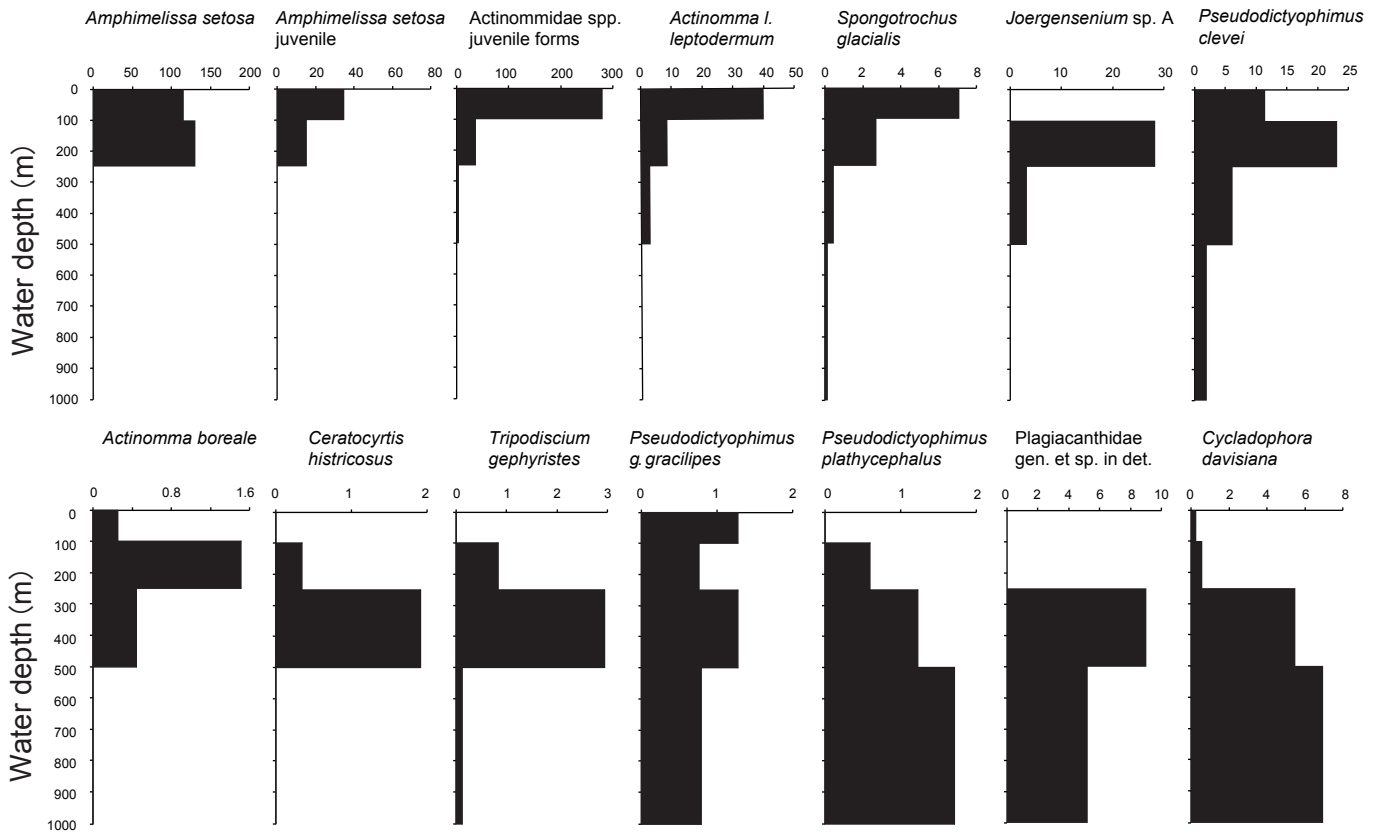 Amphimelissa setosa
Amphimelissa setosa
juvenile
Actinommidae spp.
juvenile forms
Actinomma l.
leptodermum
Spongotrochus
glacialis
Joergensenium sp. A
Pseudodictyophimus
clevei
0 50 100 150 200
0 20 40 60 80
0 100 200 300
0 10 20 30 40 50
0 2 4 6 8
0 10 20 30
0 5 10 15 20 25
Water depth (m)
0
100
200
300
400
500
600
700
800
900
1000
Actinomma boreale
Ceratocyrtis
histricosus
Tripodiscium
gephyristes
Pseudodictyophimus
g. gracilipes
Pseudodictyophimus
plathycephalus
Plagiacanthidae
gen. et sp. in det.
Cycladophora
davisiana
0 0.8 1.6
0 1 2
0 1 2 3
0 1 2
0 1 2
0 2 4 6 8 10
0 2 4 6 8
Water depth (m)
0
100
200
300
400
500
600
700
800
900
1000